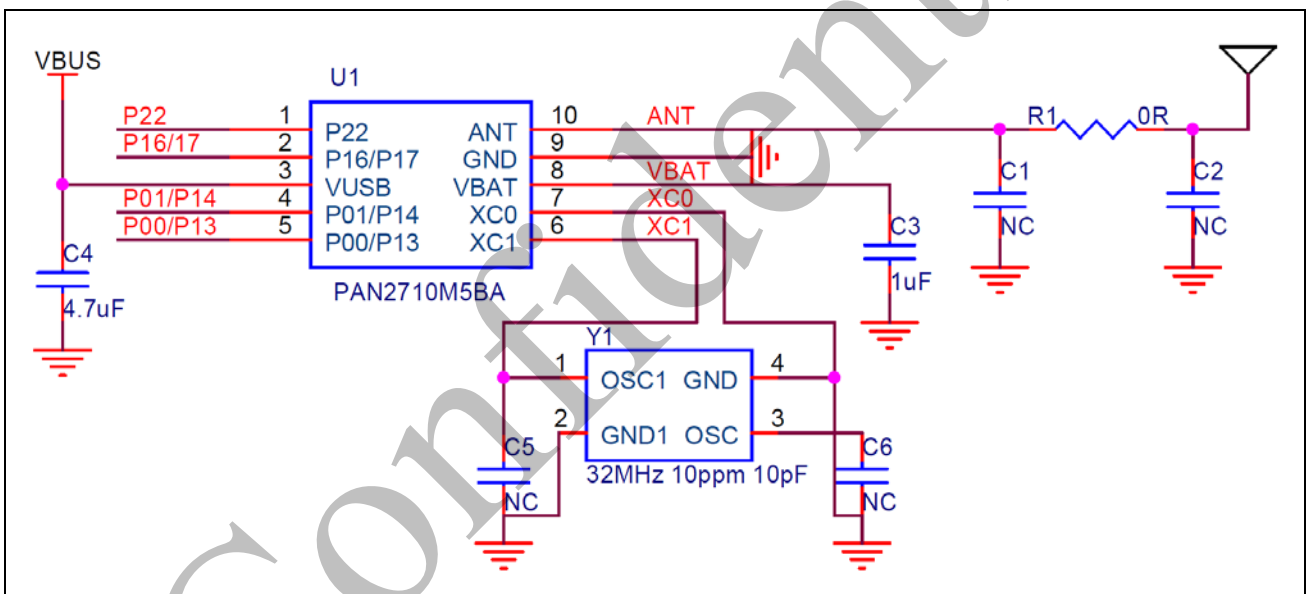 VBUS
U1
P22 1 P22 ANT 10 ANT
P16/17 2 P16/P17 GND 9
3 VUSB VBAT 8 VBAT
P01/P14 4 P01/P14 XC0 7 XC0
P00/P13 5 P00/P13 XC1 6 XC1
PAN2710M5BA
C4
4.7uF
R1 0R
C1
NC
C2
NC
C3
1uF
Y1
1 OSC1 GND 4
2 GND1 OSC 3
32MHz 10ppm 10pF
C5
NC
C6
NC
Confident